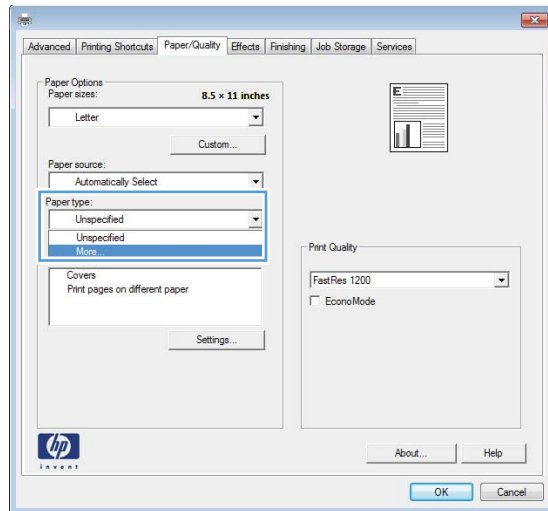 Advanced Printing Shortcuts Paper/Quality Effects Finishing Job Storage Services
Paper Options
Paper sizes: 8.5 × 11 inches
Letter
Custom...
Paper source:
Automatically Select
Paper type:
Unspecified
Unspecified
More...
Covers
Print pages on different paper
Settings...
E
Print Quality
FastRes 1200
EconoMode
hp
invent
About... Help
OK Cancel